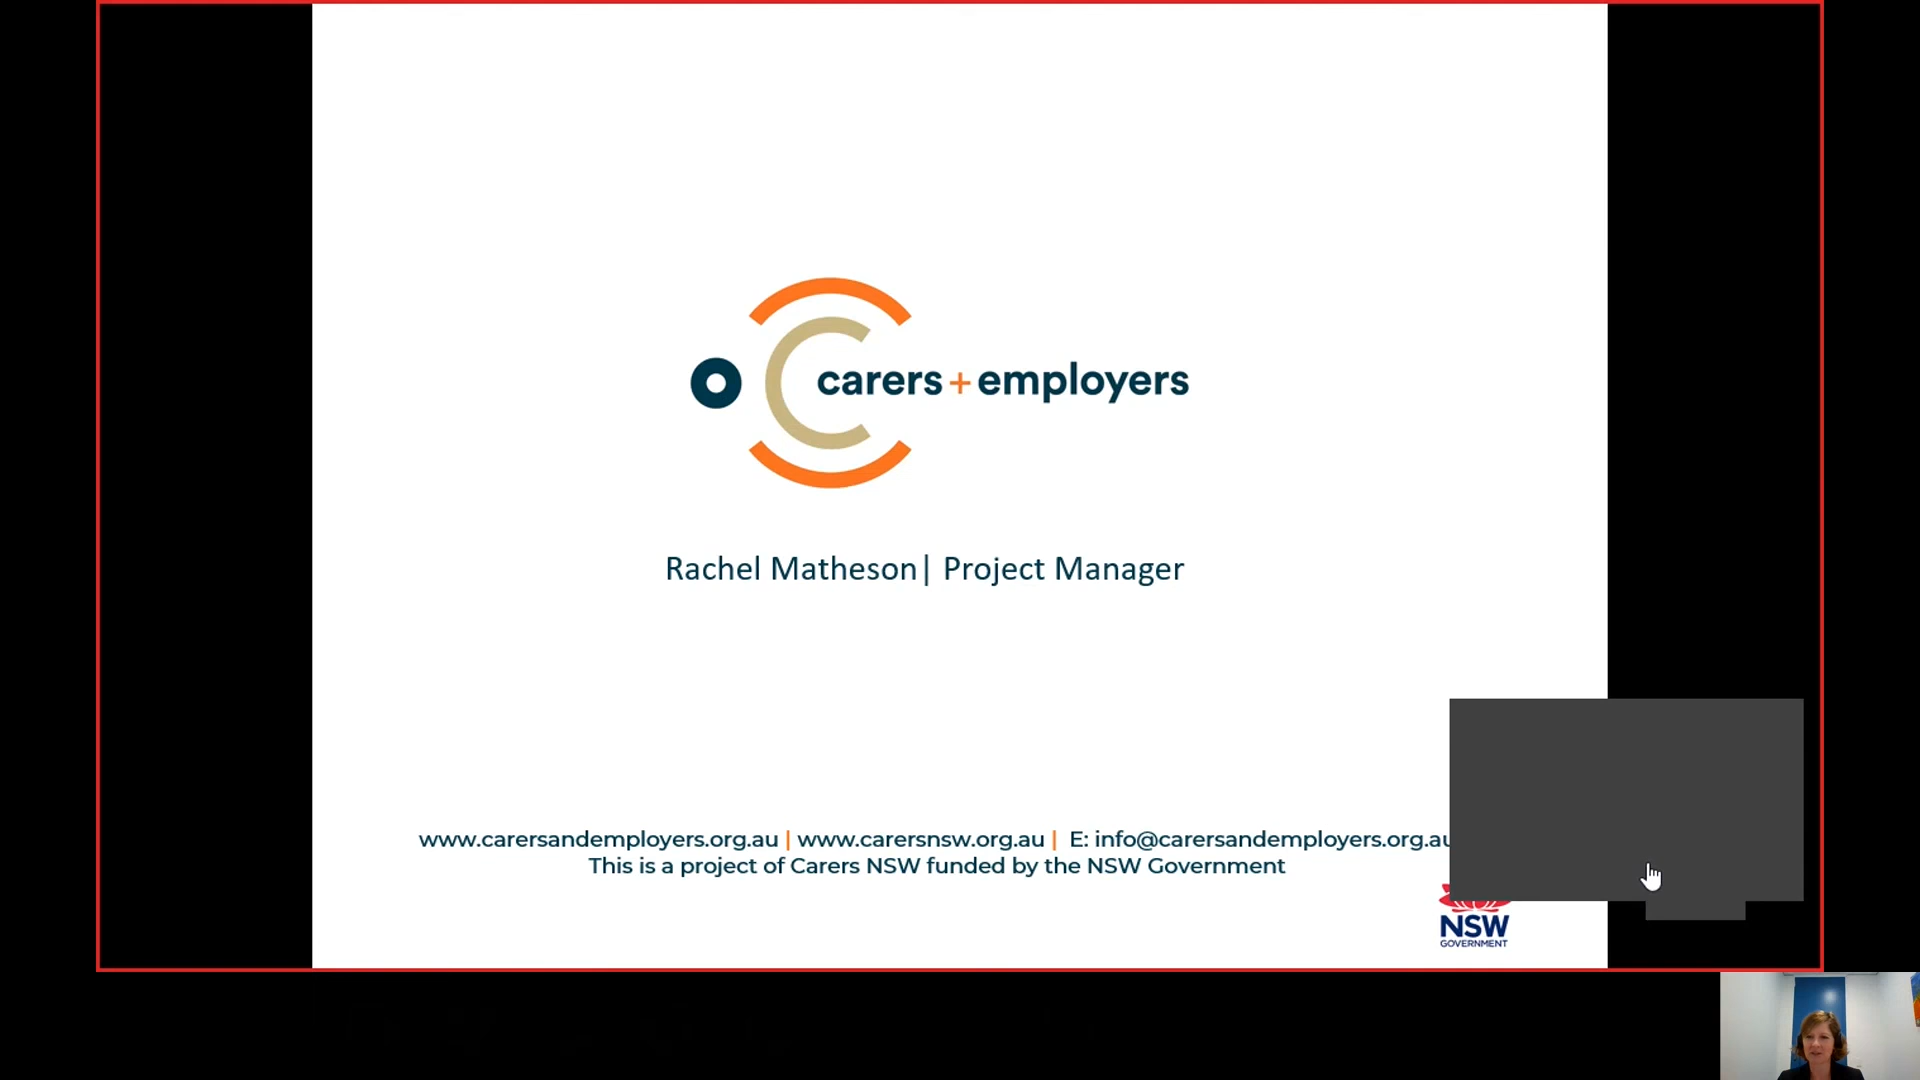 carers + employers
Rachel Matheson| Project Manager
www.carersandemployers.org.au | www.carersnsw.org.au | E: info@carersandemployers.org.au
This is a project of Carers NSW funded by the NSW Government
NSW
GOVERNMENT